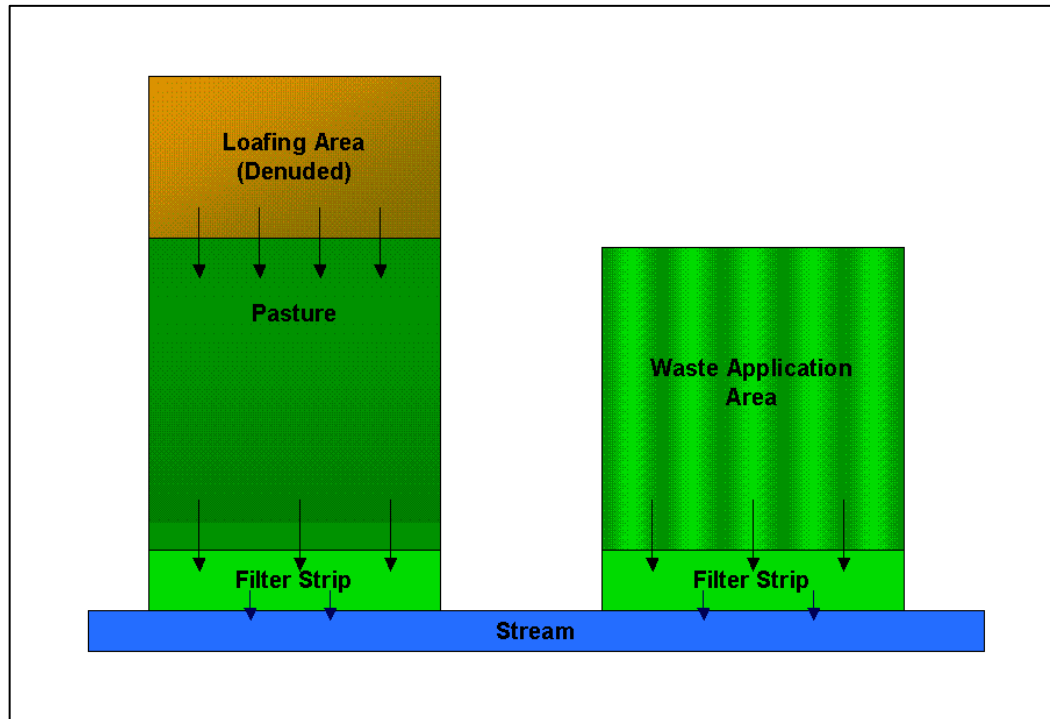 Loafing Area
(Denuded)
Pasture
Waste Application
Area
Filter Strip
Filter Strip
Stream